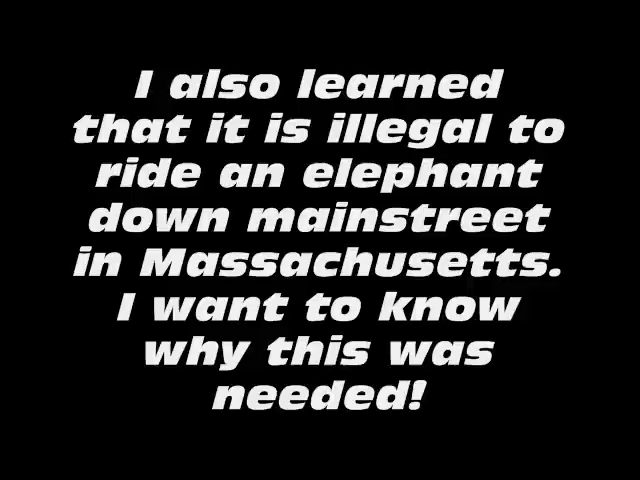 I also learned
that it is illegal to
ride an elephant
down mainstreet
in Massachusetts.
I want to know
why this was
needed!